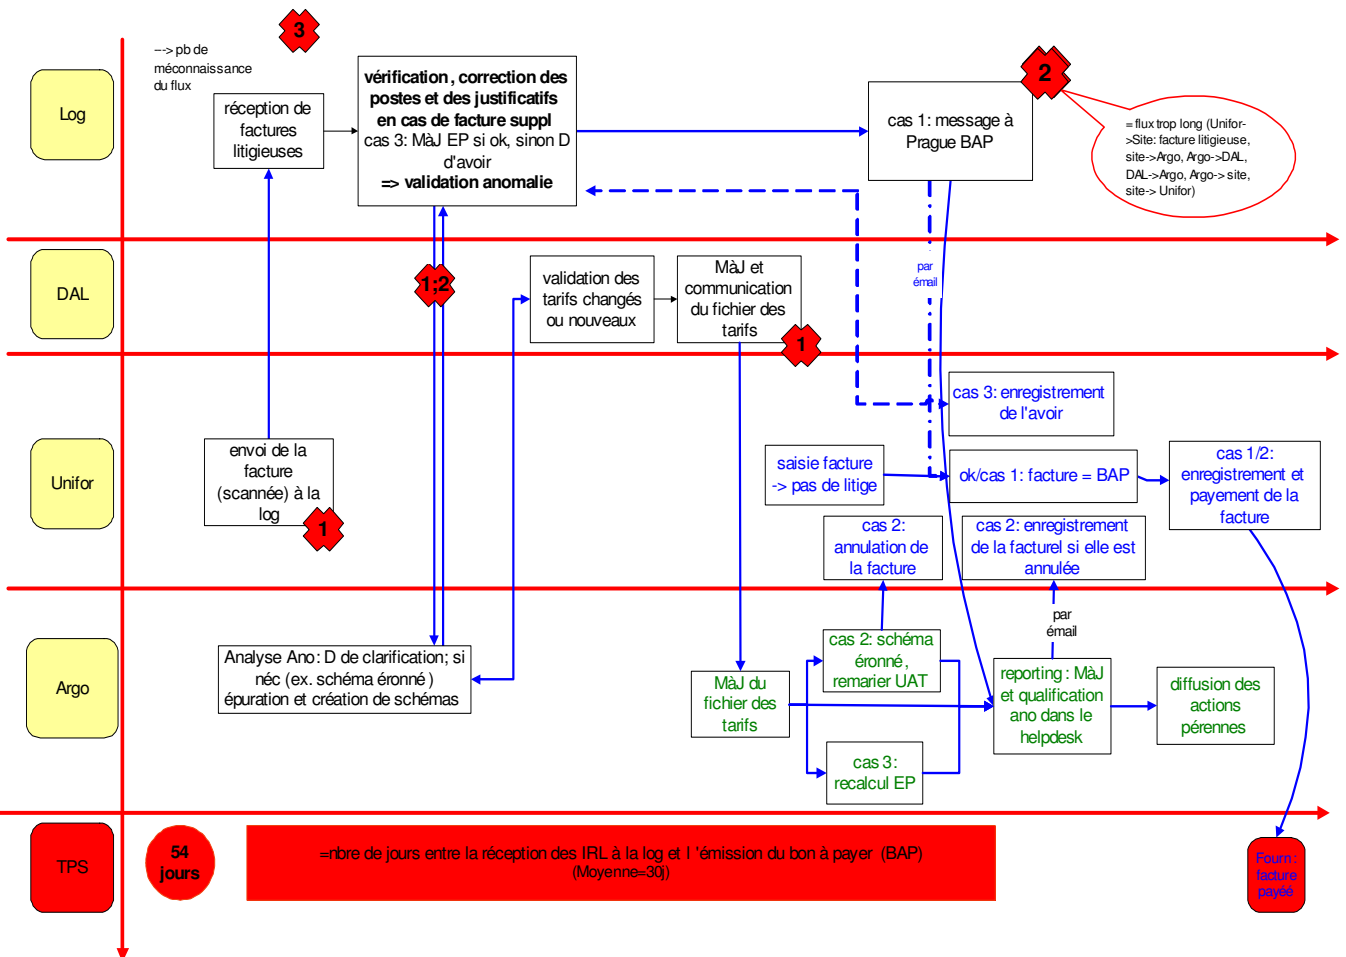 3
---> pb de
méconnaissance
du flux
Log
réception de
factures
litigieuses
vérification, correction des
postes et des justificatifs
en cas de facture suppl
cas 3: MàJ EP si ok, sinon D
d'avoir
=> validation anomalie
cas 1: message à
Prague BAP
2
= flux trop long (Unifor-
>Site: facture litigieuse,
site->Argo, Argo->DAL,
DAL->Argo, Argo-> site,
site-> Unifor)
DAL
1;2
validation des
tarifs changés
ou nouveaux
MàJ et
communication
du fichier des
tarifs
1
par
émail
Unifor
envoi de la
facture
(scannée) à la
log
1
cas 3: enregistrement
de l'avoir
saisie facture
-> pas de litige
ok/cas 1: facture = BAP
cas 1/2:
enregistrement et
payement de la
facture
cas 2:
annulation de
la facture
cas 2: enregistrement
de la facturel si elle est
annulée
Argo
Analyse Ano: D de clarification; si
néc (ex. schéma éronné)
épuration et création de schémas
MàJ du
fichier des
tarifs
cas 2: schéma
éronné,
remarier UAT
cas 3:
recalcul EP
par
émail
reporting: MàJ
et qualification
ano dans le
helpdesk
diffusion des
actions
pérennes
TPS
54
jours
=nbre de jours entre la réception des IRL à la log et l 'émission du bon à payer (BAP)
(Moyenne=30j)
Fourn:
facture
payéé